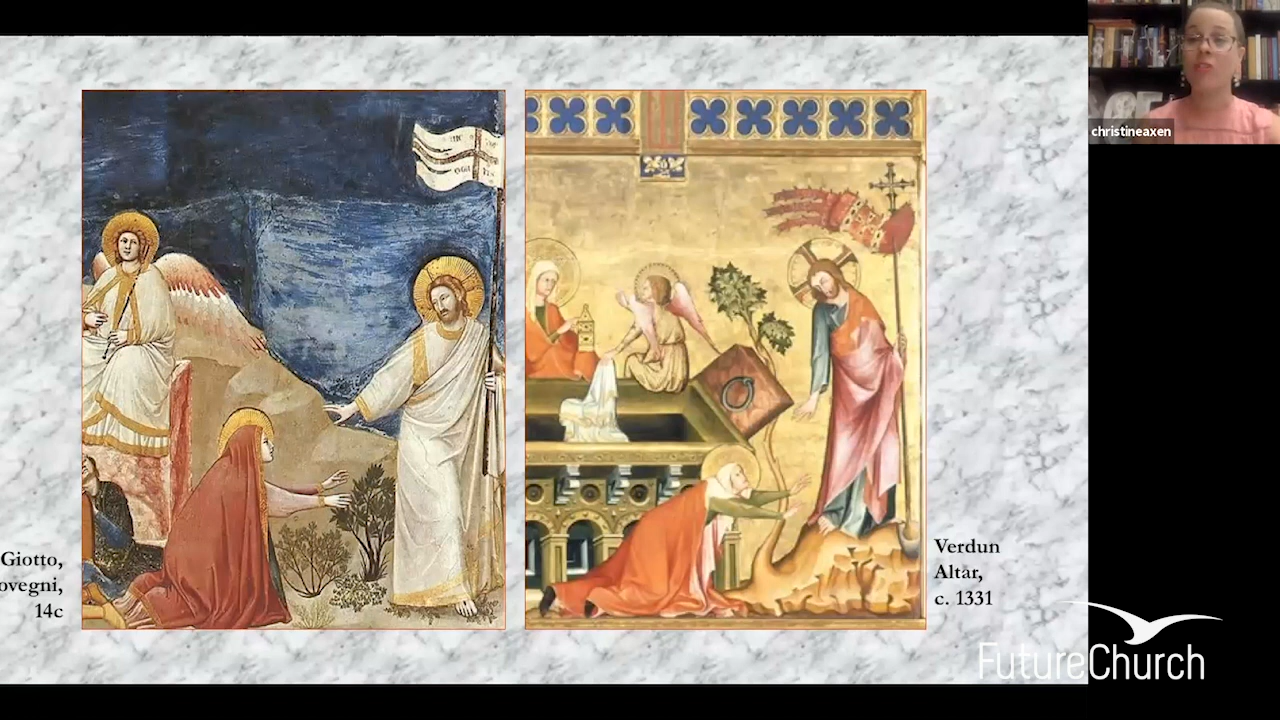 christineaxen
Giotto,
ovegni,
14c
Verdun
Altar,
c. 1331
FutureChurch